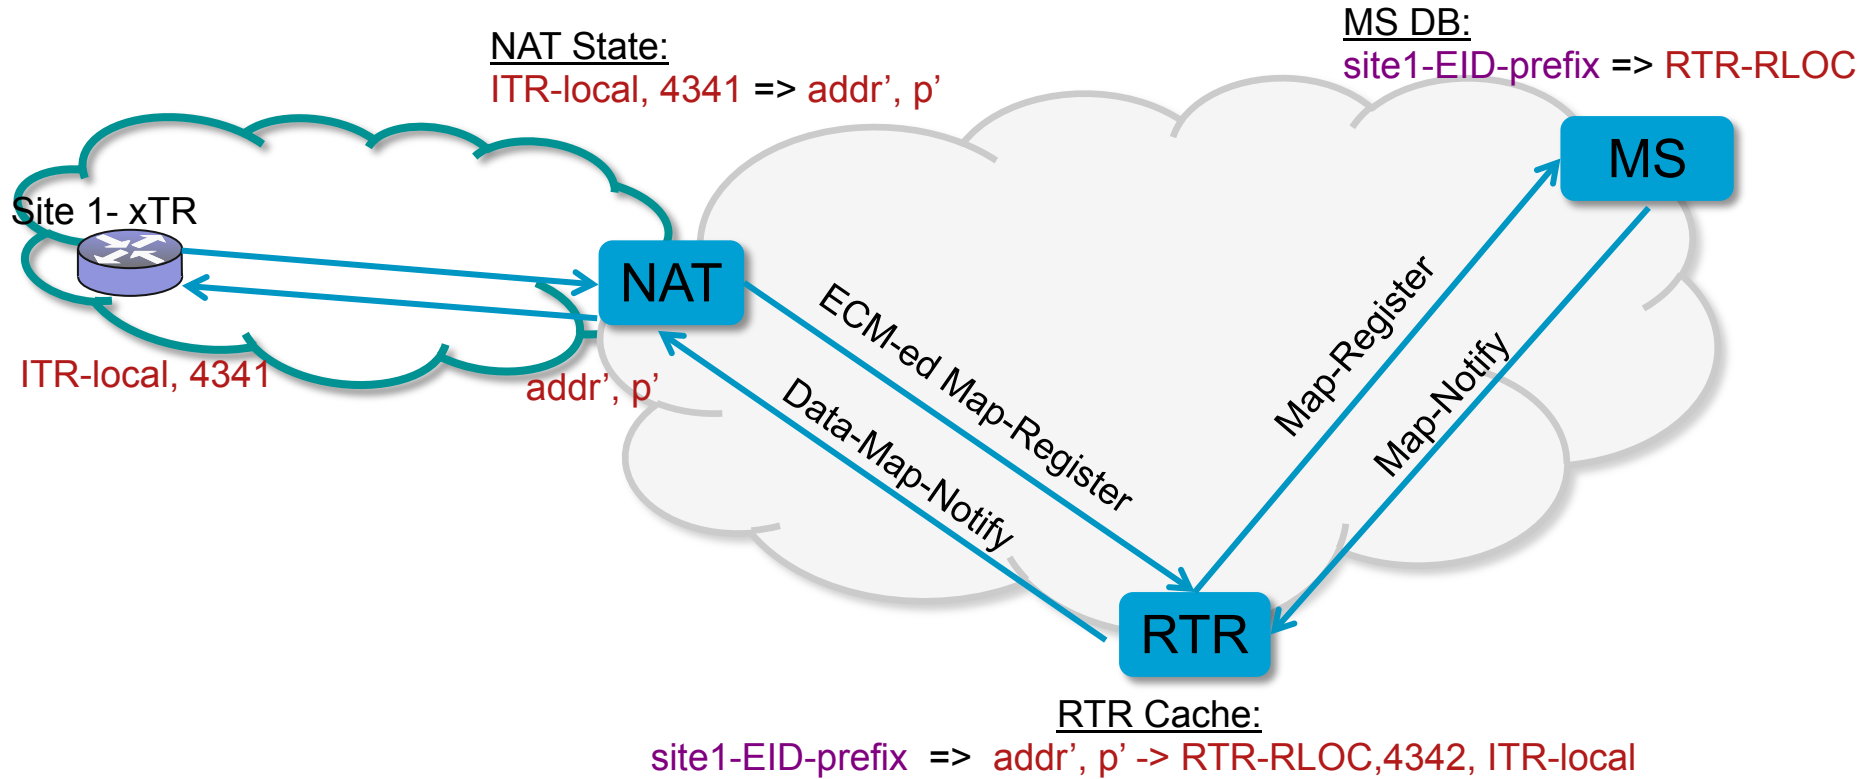 MS DB:
site1-EID-prefix => RTR-RLOC
NAT State:
ITR-local, 4341 => addr’, p’
MS
Site 1- xTR
NAT
ECM-ed Map-Register
Data-Map-Notify
Map-Register
Map-Notify
ITR-local, 4341
addr’, p’
RTR
RTR Cache:
site1-EID-prefix => addr’, p’ -> RTR-RLOC,4342, ITR-local